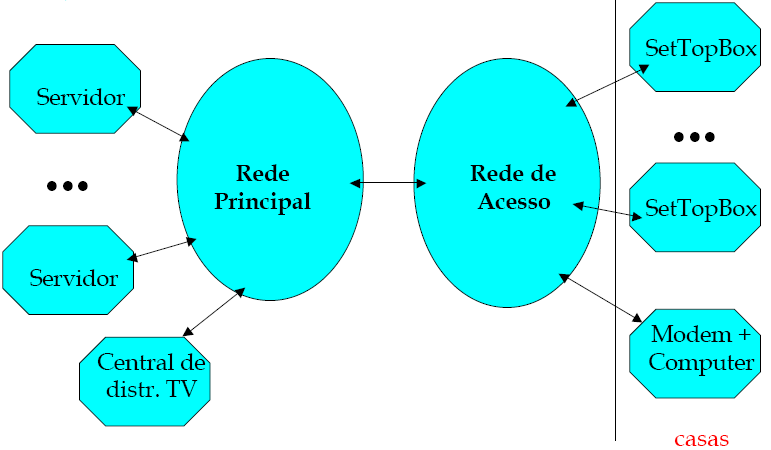 Servidor
Servidor
Central de
distr. TV
Rede
Principal
Rede de
Acesso
SetTopBox
SetTopBox
Modem +
Computer
casas